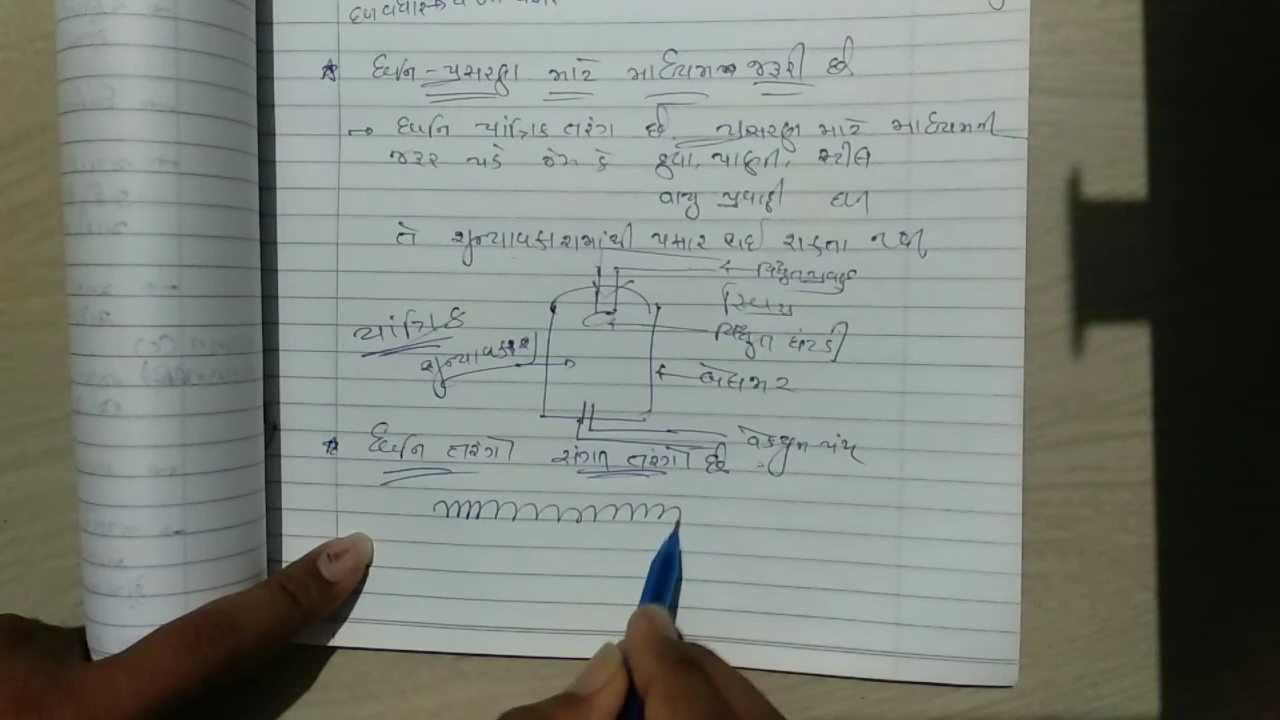 * ધ્વનિ - પ્રસરણ માટે માધ્યમ જરૂરી છે
→ ધ્વનિ યાંત્રિક તરંગ છે. પ્રસરણ માટે માધ્યમની
જરૂર પડે જેમ કે હવા, પાણી, સ્ટીલ
વાયુ પ્રવાહી ઘન
તે શૂન્યાવકાશમાંથી પસાર થઈ શકતા નથી
← વિદ્યુતપ્રવાહ
સ્વિચ
યાંત્રિક
વિદ્યુત ઘંટડી
શૂન્યાવકાશ
← બેલજાર
વેક્યુમ પંપ
* ધ્વનિ તરંગો સંગત તરંગો છે